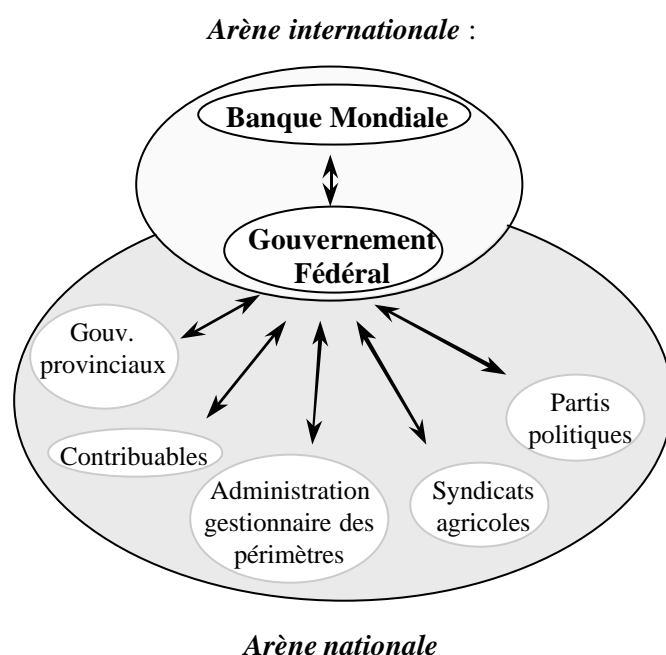 Arène internationale :
Banque Mondiale
Gouvernement
Fédéral
Gouv.
provinciaux
Contribuables
Administration
gestionnaire des
périmètres
Syndicats
agricoles
Partis
politiques
Arène nationale